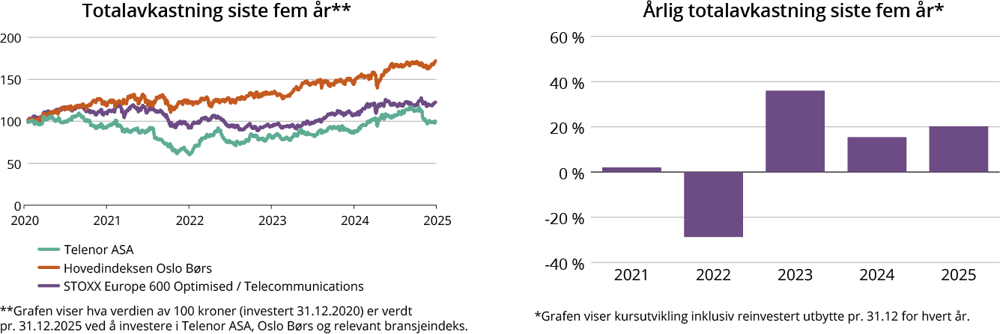 Totalavkastning siste fem år**
200
150
100
50
0
2020 2021 2022 2023 2024 2025
Telenor ASA
Hovedindeksen Oslo Børs
STOXX Europe 600 Optimised / Telecommunications
**Grafen viser hva verdien av 100 kroner (investert 31.12.2020) er verdt
pr. 31.12.2025 ved å investere i Telenor ASA, Oslo Børs og relevant bransjeindeks.
Årlig totalavkastning siste fem år*
60 %
40 %
20 %
0 %
-20 %
-40 %
2021 2022 2023 2024 2025
*Grafen viser kursutvikling inklusiv reinvestert utbytte pr. 31.12 for hvert år.